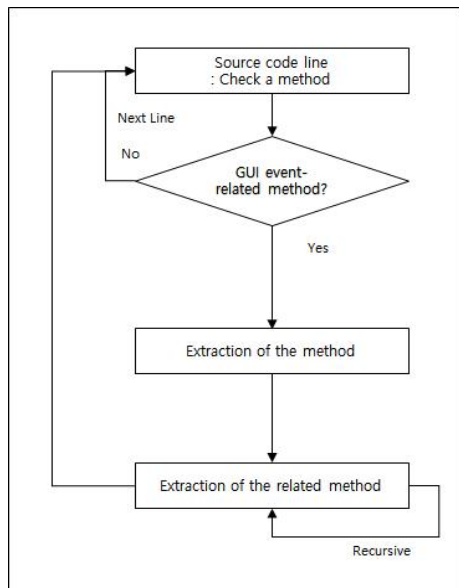 Source code line
: Check a method
Next Line
No
GUI event-
related method?
Yes
Extraction of the method
Extraction of the related method
Recursive